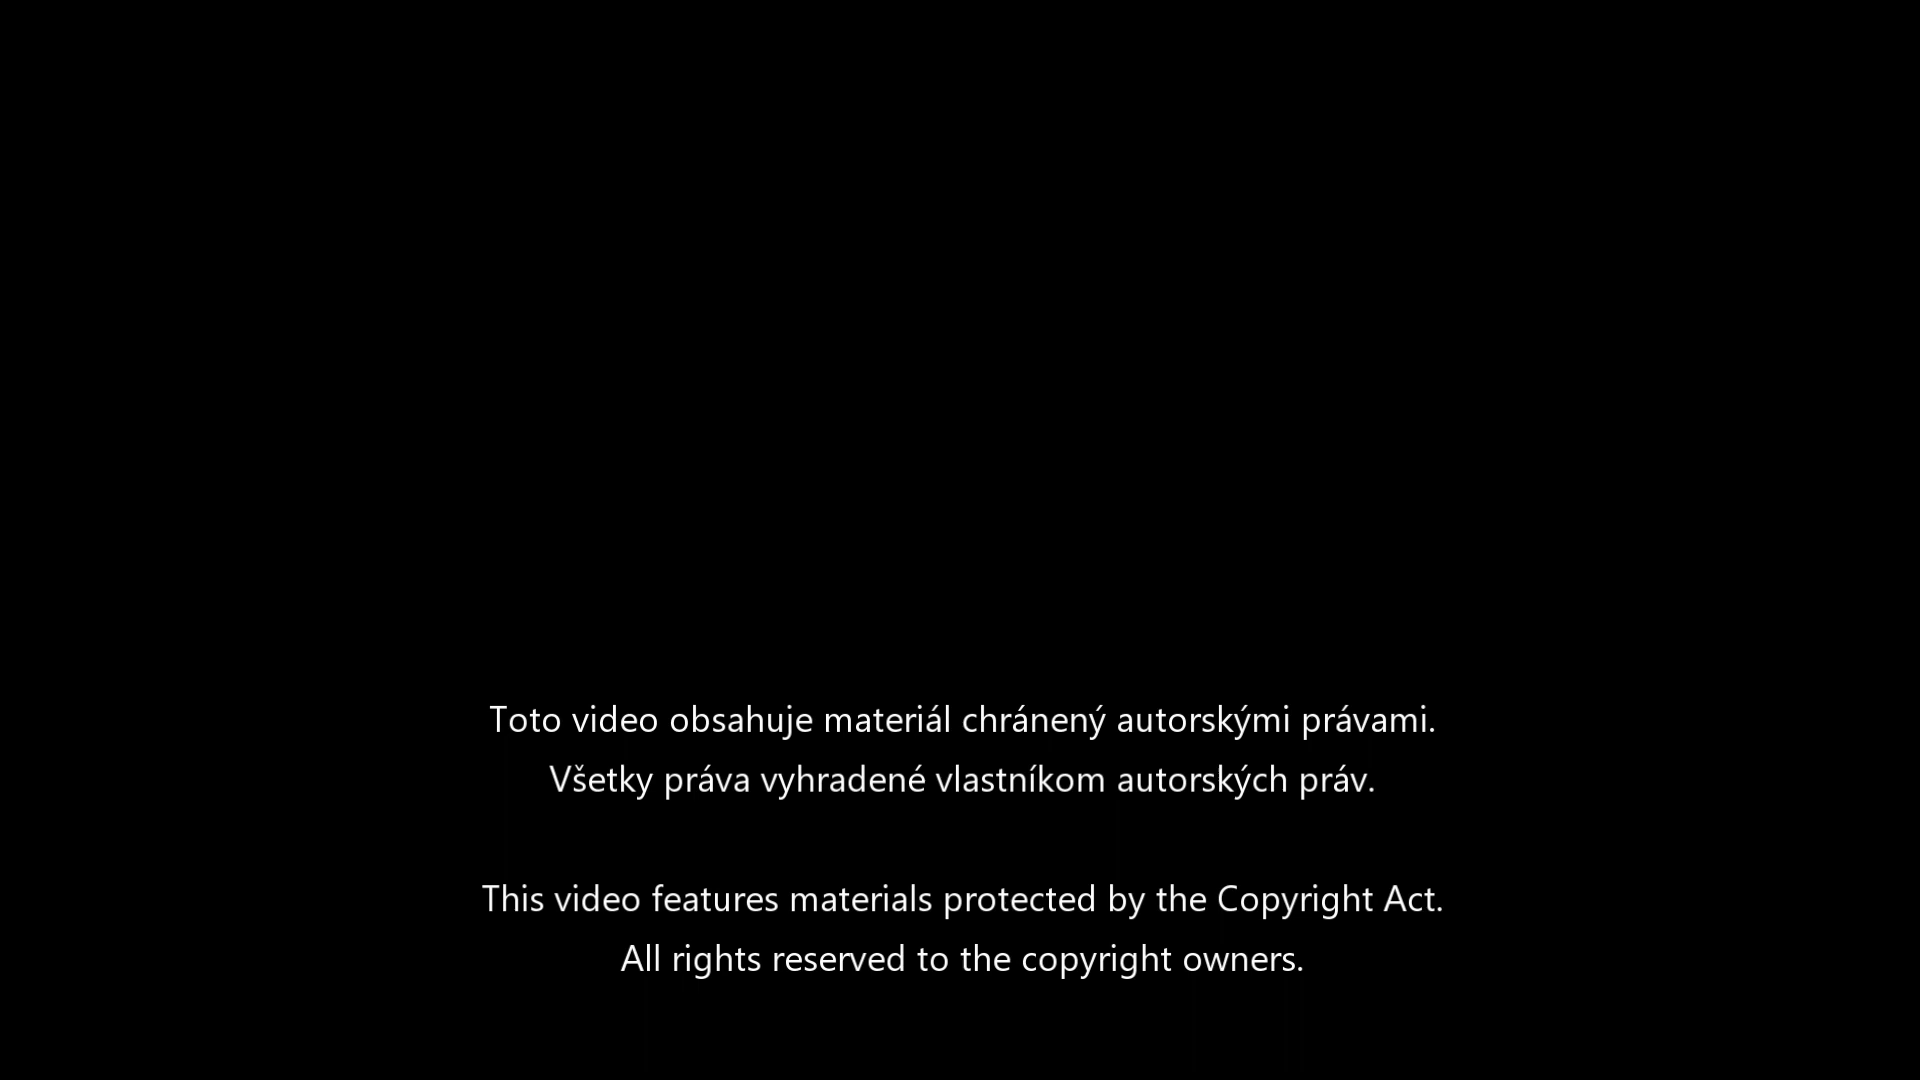 Toto video obsahuje materiál chránený autorskými právami.
Všetky práva vyhradené vlastníkom autorských práv.
This video features materials protected by the Copyright Act.
All rights reserved to the copyright owners.